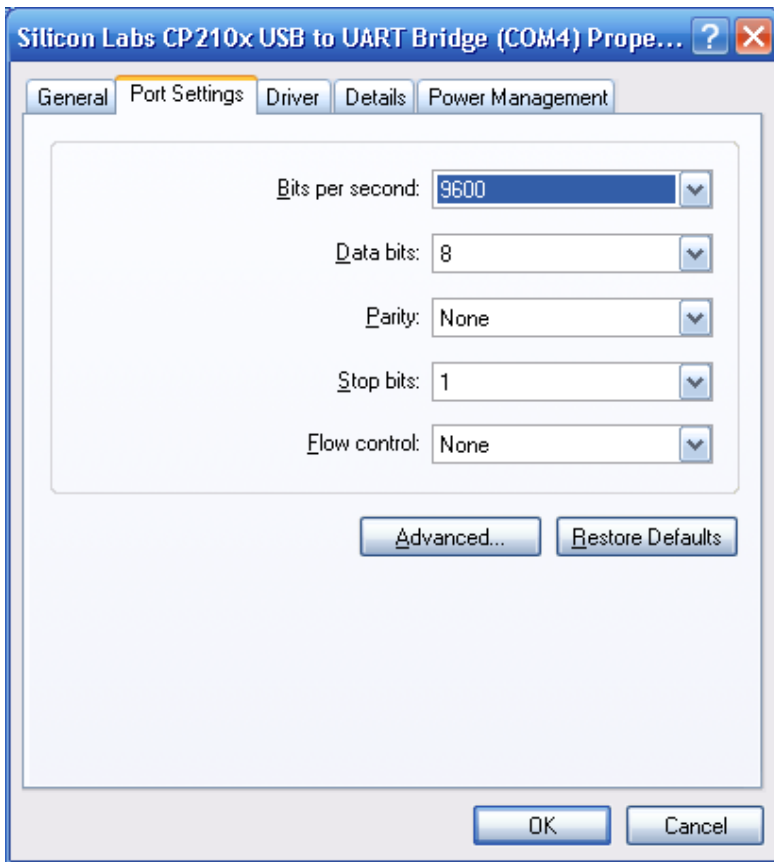 Silicon Labs CP210x USB to UART Bridge (COM4) Prope... ?
General Port Settings Driver Details Power Management
Bits per second: 9600
Data bits: 8
Parity: None
Stop bits: 1
Flow control: None
Advanced... Restore Defaults
OK Cancel